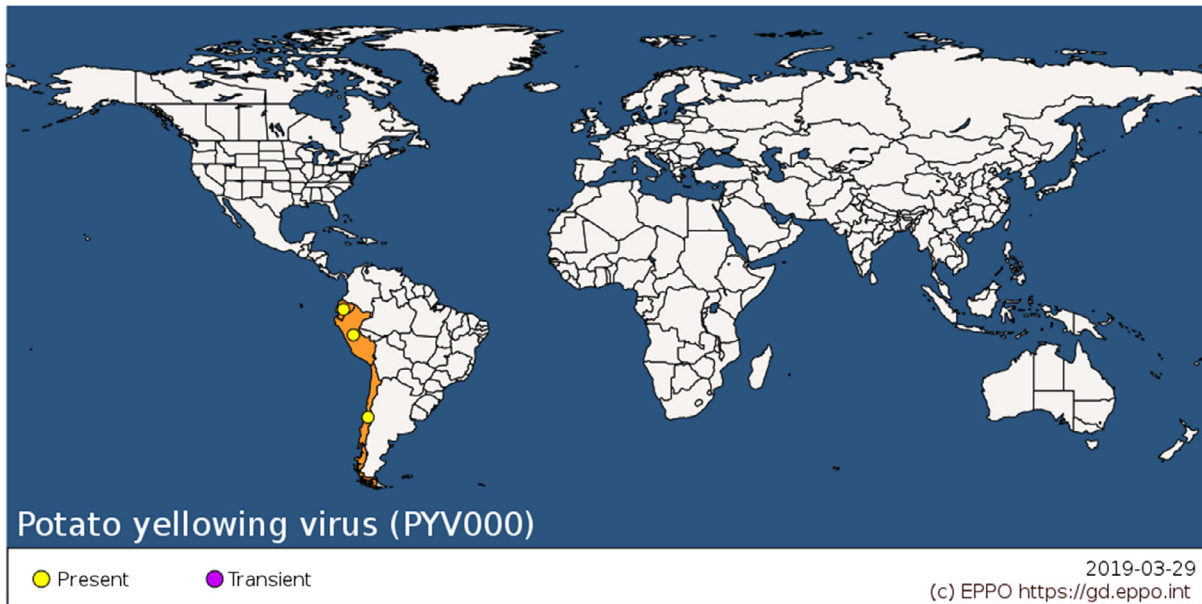 Potato yellowing virus (PYV000)
Present
Transient
2019-03-29
(c) EPPO https://gd.eppo.int